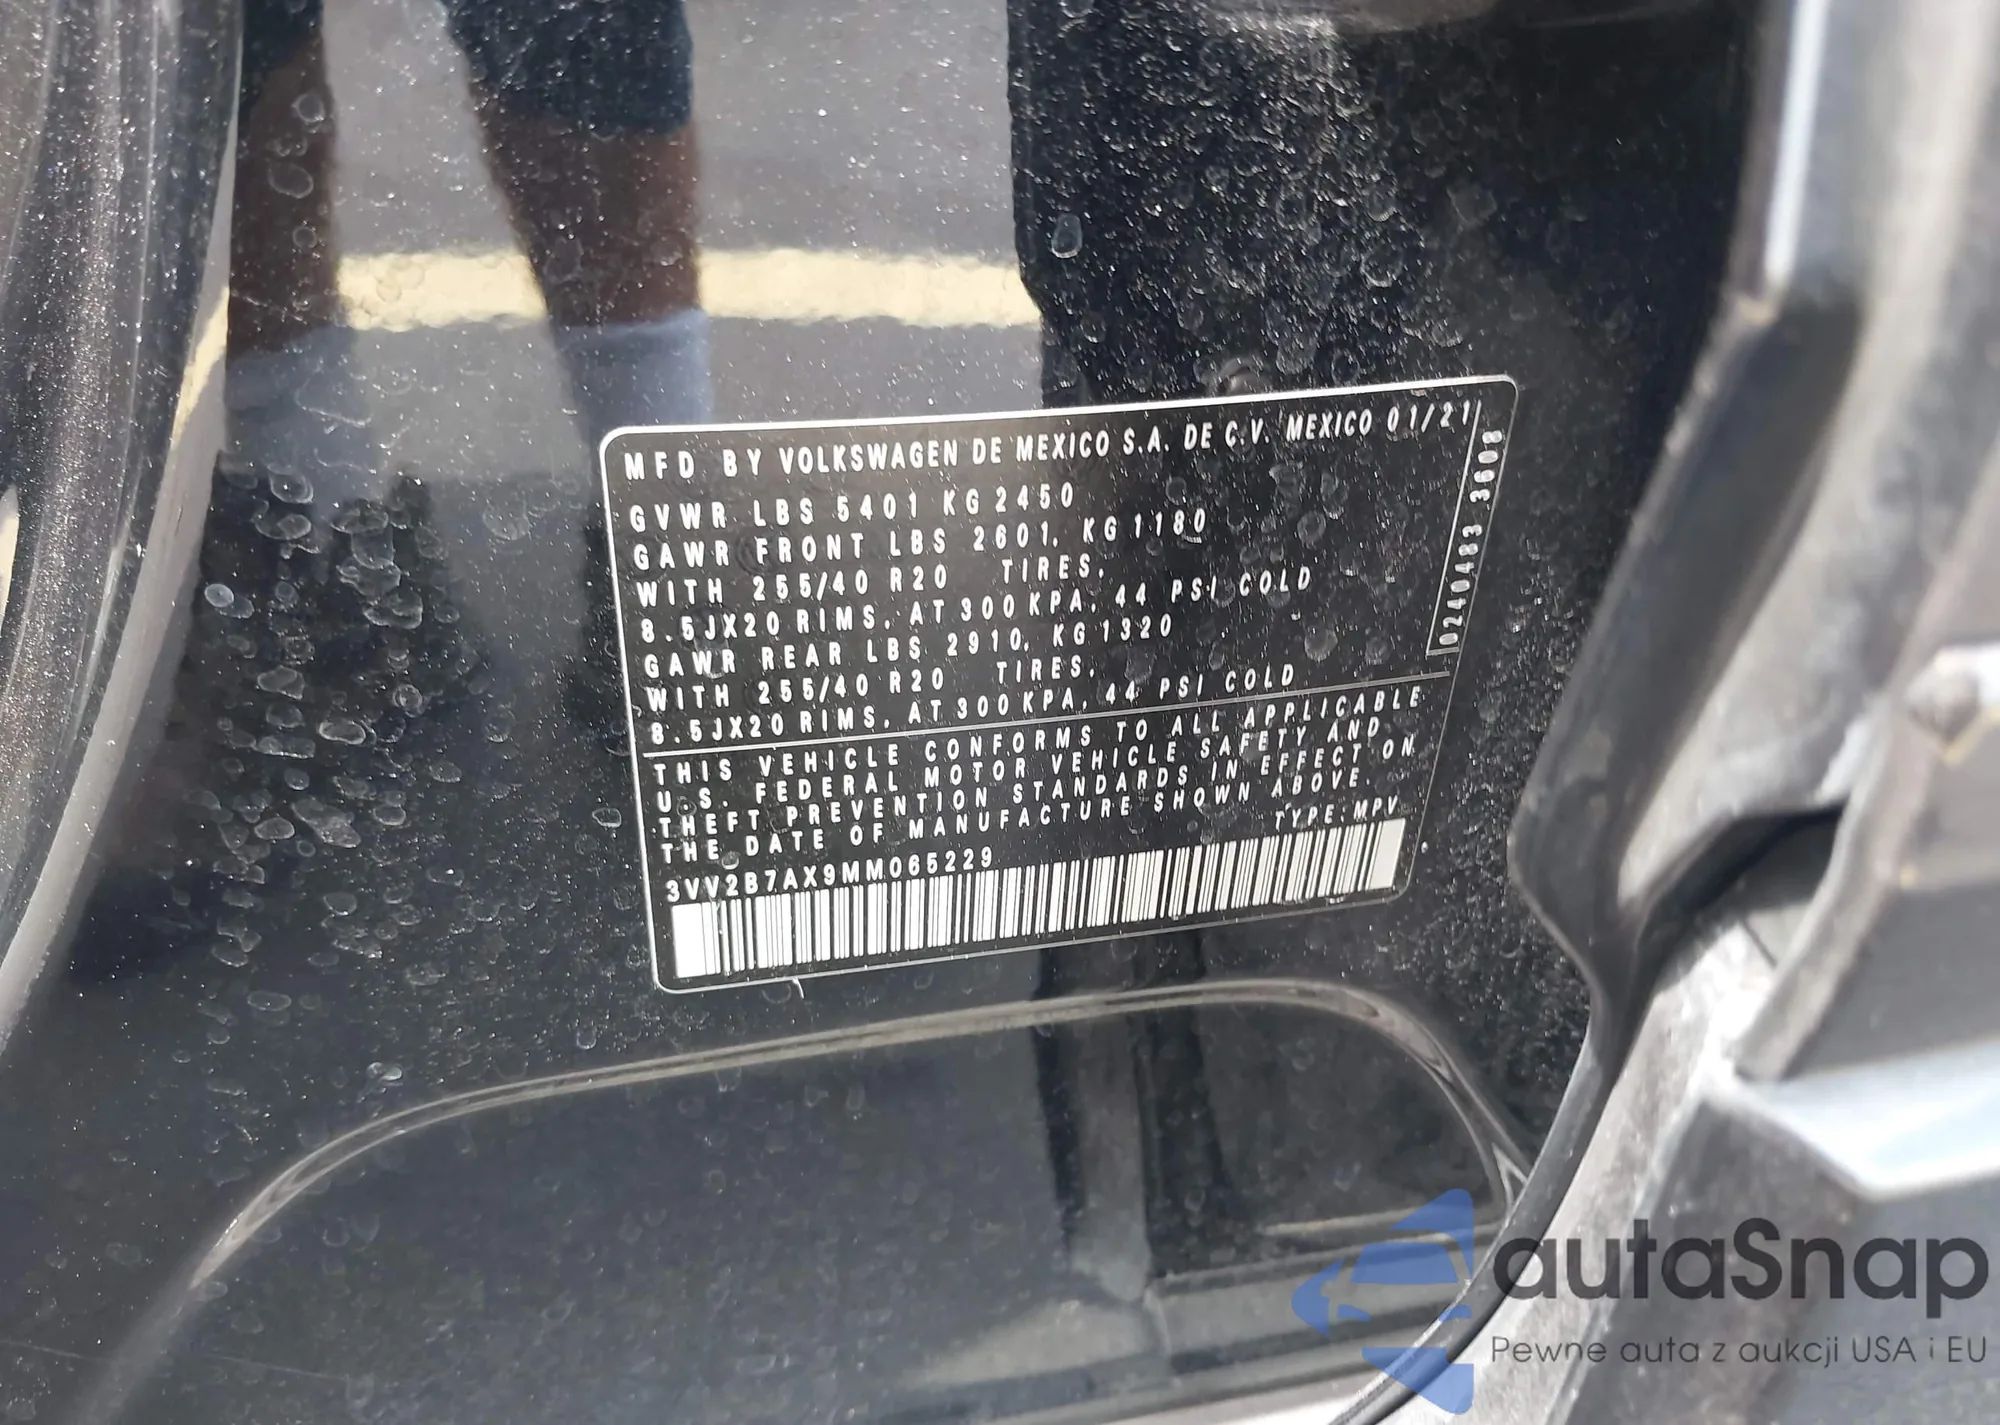 MFD BY VOLKSWAGEN DE MEXICO S.A. DE C.V. MEXICO 01/21
GVWR LBS 5401 KG 2450
GAWR FRONT LBS 2601, KG 1180
WITH 255/40 R20 TIRES,
8.5JX20 RIMS, AT 300 KPA, 44 PSI COLD
GAWR REAR LBS 2910, KG 1320
WITH 255/40 R20 TIRES,
8.5JX20 RIMS, AT 300 KPA, 44 PSI COLD
0240483 3608
THIS VEHICLE CONFORMS TO ALL APPLICABLE
U.S. FEDERAL MOTOR VEHICLE SAFETY AND
THEFT PREVENTION STANDARDS IN EFFECT ON
THE DATE OF MANUFACTURE SHOWN ABOVE.
TYPE: MPV
3VV2B7AX9MM065229
autaSnap
Pewne auta z aukcji USA i EU